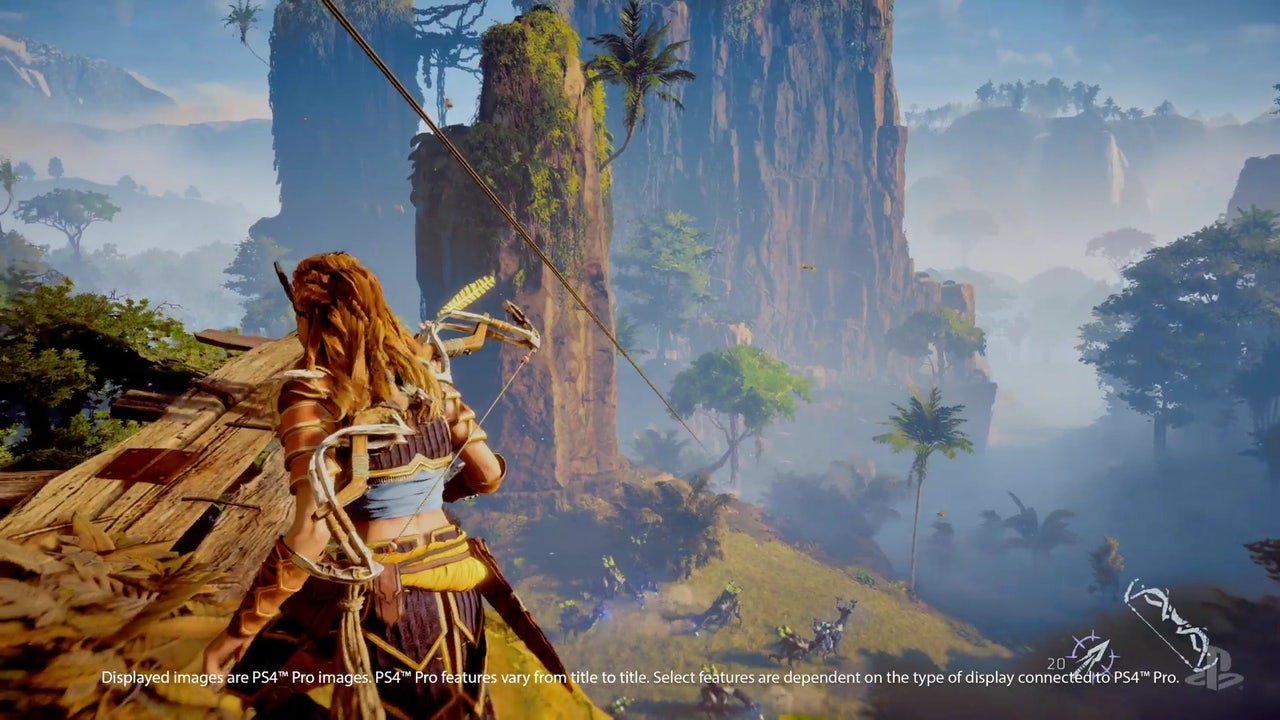 20
Displayed images are PS4™ Pro images. PS4™ Pro features vary from title to title. Select features are dependent on the type of display connected to PS4™ Pro.